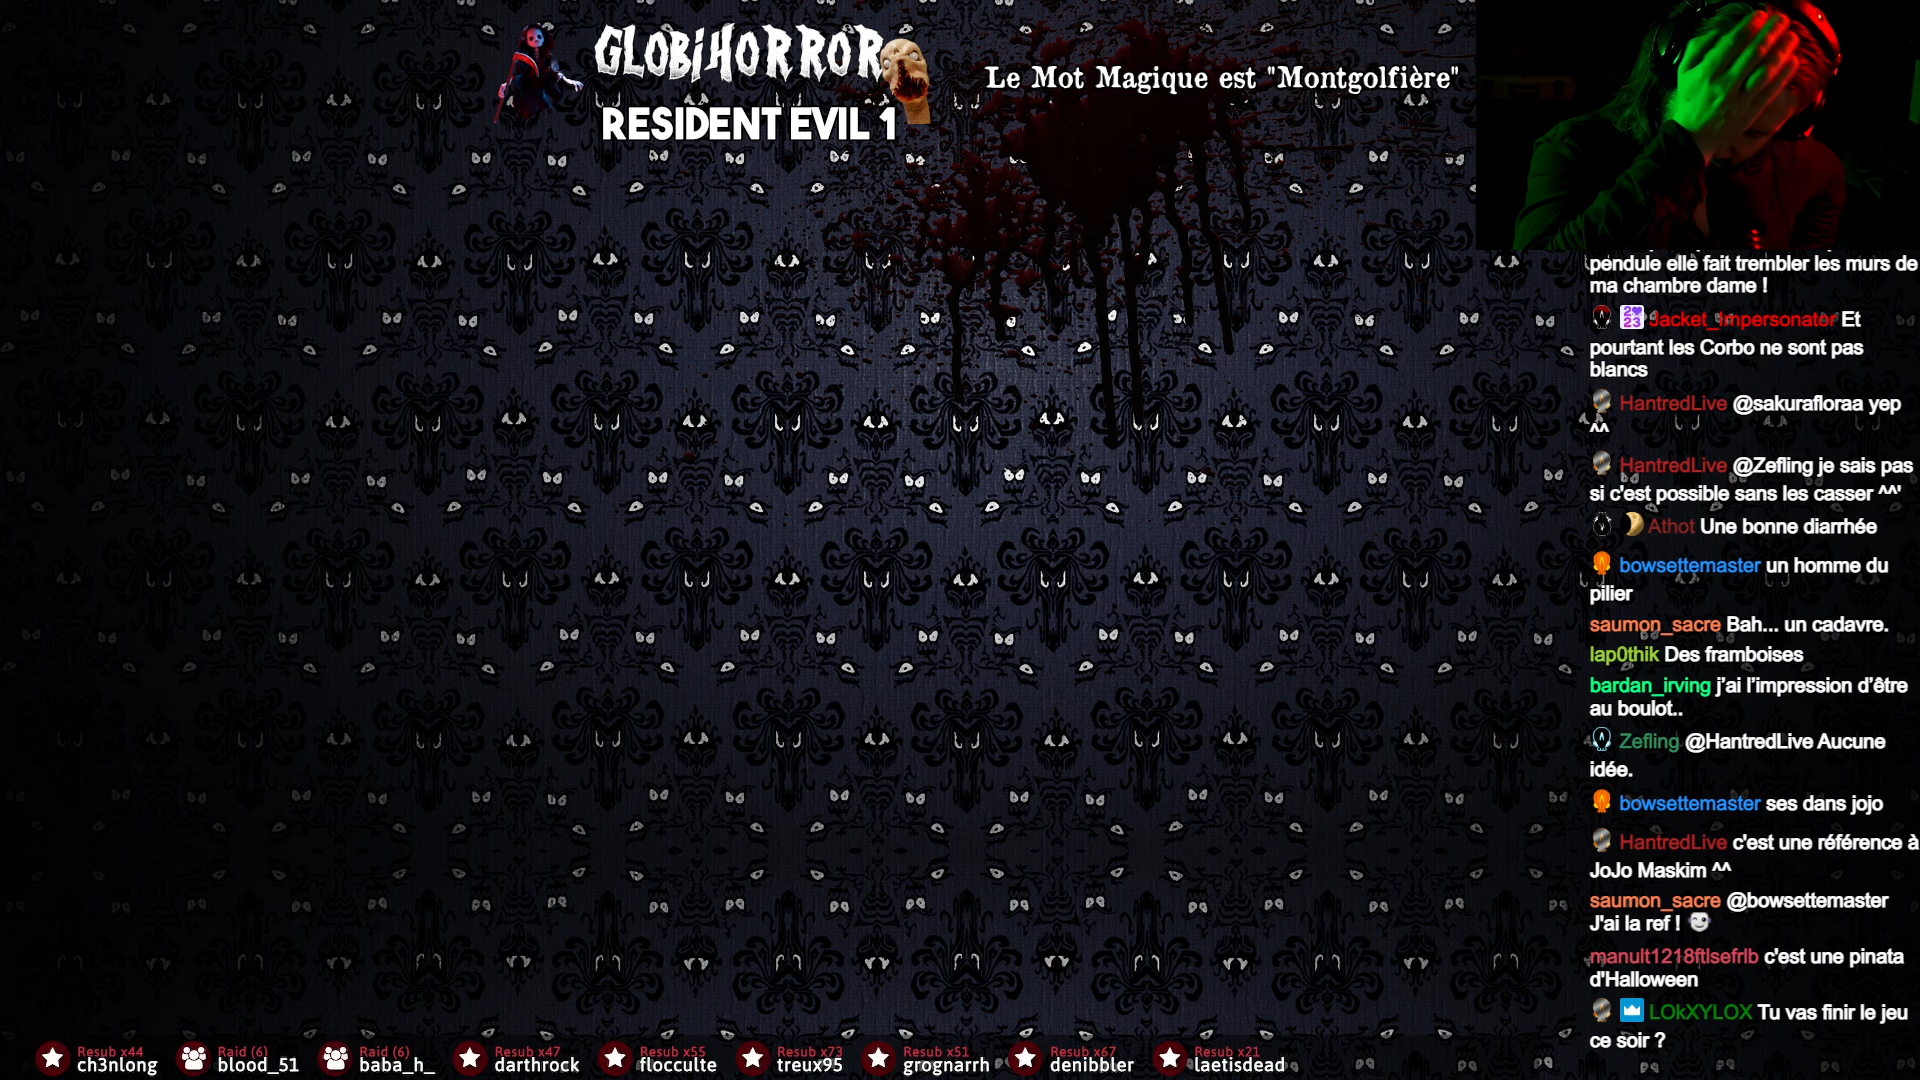 GLOBIHORROR
RESIDENT EVIL 1
Le Mot Magique est "Montgolfière"
pendule elle fait trembler les murs de
ma chambre dame !
Jacket_Impersonater Et
pourtant les Corbo ne sont pas
blancs
HantredLive @sakurafloraa yep
^^
HantredLive @Zefling je sais pas
si c'est possible sans les casser ^^'
Athot Une bonne diarrhée
bowsettemaster un homme du
pilier
saumon_sacre Bah... un cadavre.
lap0thik Des framboises
bardan_irving j’ai l’impression d’être
au boulot..
Zefling @HantredLive Aucune
idée.
bowsettemaster ses dans jojo
HantredLive c'est une référence à
JoJo Maskim ^^
saumon_sacre @bowsettemaster
J'ai la ref !
manult1218ftlsefrlb c'est une pinata
d'Halloween
LOkXYLOX Tu vas finir le jeu
ce soir ?
Resub x44
ch3nlong
Raid (6)
blood_51
Raid (6)
baba_h_
Resub x47
darthrock
Resub x55
flocculte
Resub x73
treux95
Resub x51
grognarrh
Resub x67
denibbler
Resub x21
laetisdead